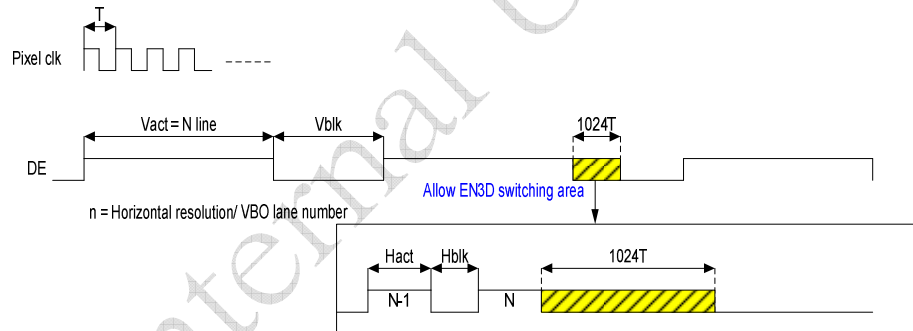 T
Pixel clk
Vact = N line
Vblk
1024T
DE
Allow EN3D switching area
n = Horizontal resolution/ VBO lane number
Hact
Hblk
1024T
N-1
N
nternal U